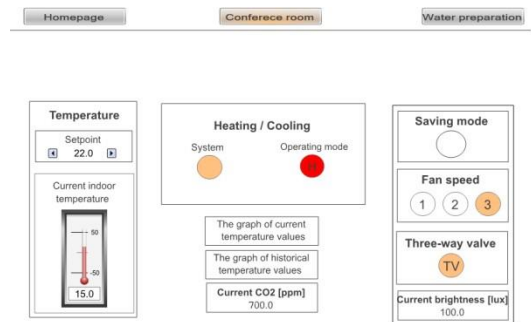 Homepage
Conferece room
Water preparation
Temperature
Setpoint
22.0
Current indoor
temperature
50
-50
15.0
Heating / Cooling
System
Operating mode
The graph of current
temperature values
The graph of historical
temperature values
Current CO2 [ppm]
700.0
Saving mode
Fan speed
1 2 3
Three-way valve
TV
Current brightness [lux]
100.0